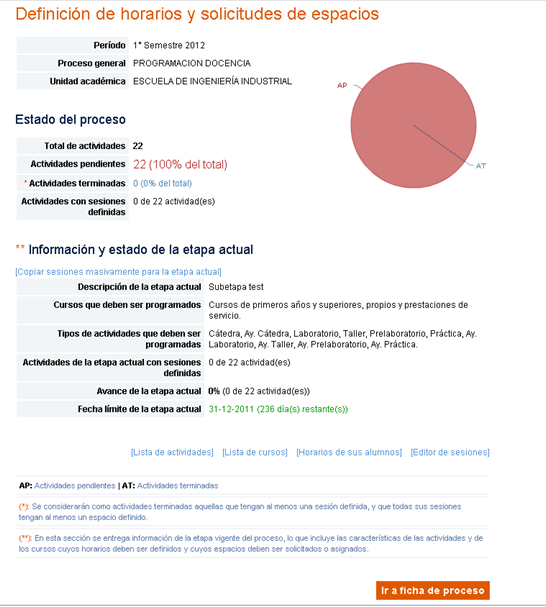 Definición de horarios y solicitudes de espacios
Período 1° Semestre 2012
Proceso general PROGRAMACION DOCENCIA
Unidad académica ESCUELA DE INGENIERÍA INDUSTRIAL
AP
AT
Estado del proceso
Total de actividades 22
Actividades pendientes 22 (100% del total)
* Actividades terminadas 0 (0% del total)
Actividades con sesiones
definidas
0 de 22 actividad(es)
** Información y estado de la etapa actual
[Copiar sesiones masivamente para la etapa actual]
Descripción de la etapa actual Subetapa test
Cursos que deben ser programados Cursos de primeros años y superiores, propios y prestaciones de
servicio.
Tipos de actividades que deben ser
programadas
Cátedra, Ay. Cátedra, Laboratorio, Taller, Prelaboratorio, Práctica, Ay.
Laboratorio, Ay. Taller, Ay. Prelaboratorio, Ay. Práctica.
Actividades de la etapa actual con sesiones
definidas
0 de 22 actividad(es)
Avance de la etapa actual 0% (0 de 22 actividad(es))
Fecha límite de la etapa actual 31-12-2011 (236 día(s) restante(s))
[Lista de actividades] [Lista de cursos] [Horarios de sus alumnos] [Editor de sesiones]
AP: Actividades pendientes | AT: Actividades terminadas
(*): Se considerarán como actividades terminadas aquellas que tengan al menos una sesión definida, y que todas sus sesiones
tengan al menos un espacio definido.
(**): En esta sección se entrega información de la etapa vigente del proceso, lo que incluye las características de las actividades y de
los cursos cuyos horarios deben ser definidos y cuyos espacios deben ser solicitados o asignados.
Ir a ficha de proceso